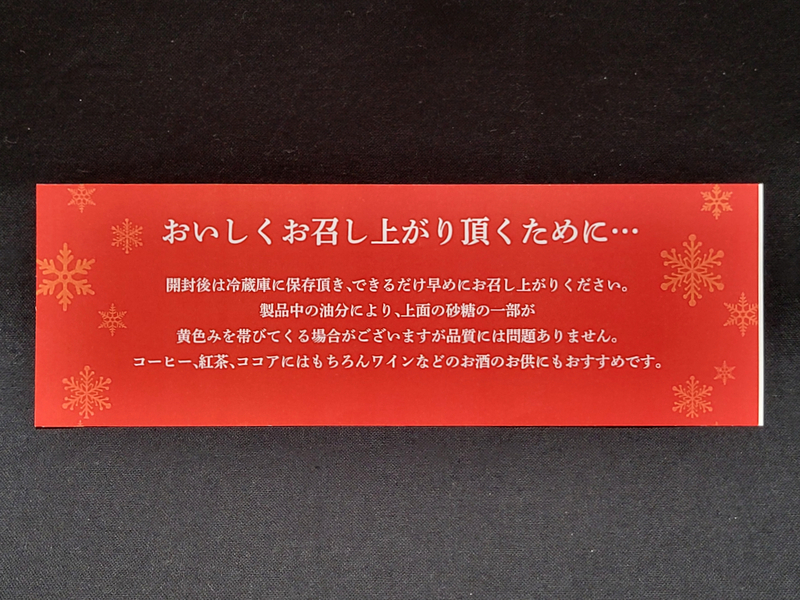 おいしくお召し上がり頂くために…
開封後は冷蔵庫に保存頂き、できるだけ早めにお召し上がりください。
製品中の油分により、上面の砂糖の一部が
黄色みを帯びてくる場合がございますが品質には問題ありません。
コーヒー、紅茶、ココアにはもちろんワインなどのお酒のお供にもおすすめです。